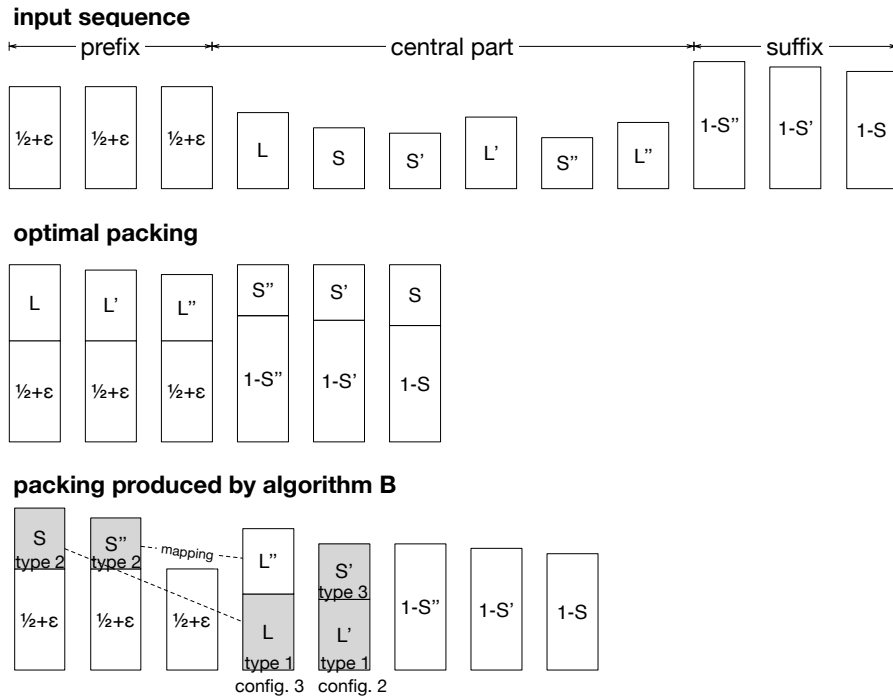 input sequence
prefix central part suffix
½+ε ½+ε ½+ε L S S' L' S'' L'' 1-S'' 1-S' 1-S
optimal packing
L L' L'' S'' S' S
½+ε ½+ε ½+ε 1-S'' 1-S' 1-S
packing produced by algorithm B
S S'' mapping L'' S'
type 2 type 2 type 3
½+ε ½+ε ½+ε L L' 1-S'' 1-S' 1-S
type 1 type 1
config. 3 config. 2